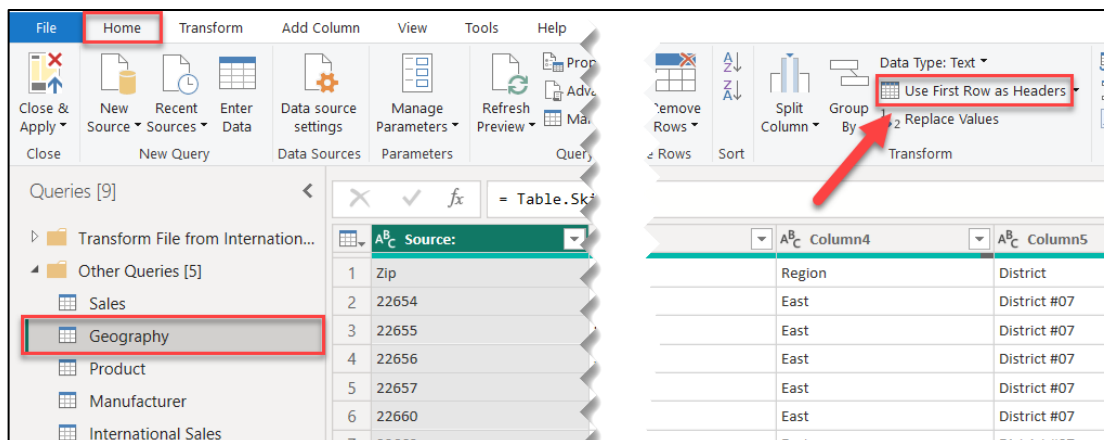 File Home Transform Add Column View Tools Help
Close & Apply
New Source
Recent Sources
Enter Data
Data source settings
Manage Parameters
Refresh Preview
Rows
Split Column
Group By
Data Type: Text
Use First Row as Headers
Replace Values
Close New Query Data Sources Parameters Rows Sort Transform
Queries [9]
fx = Table.Sk
Transform File from Internation...
Other Queries [5]
Sales
Geography
Product
Manufacturer
International Sales
ABC Source: ABC Column4 ABC Column5
1 Zip Region District
2 22654 East District #07
3 22655 East District #07
4 22656 East District #07
5 22657 East District #07
6 22660 East District #07